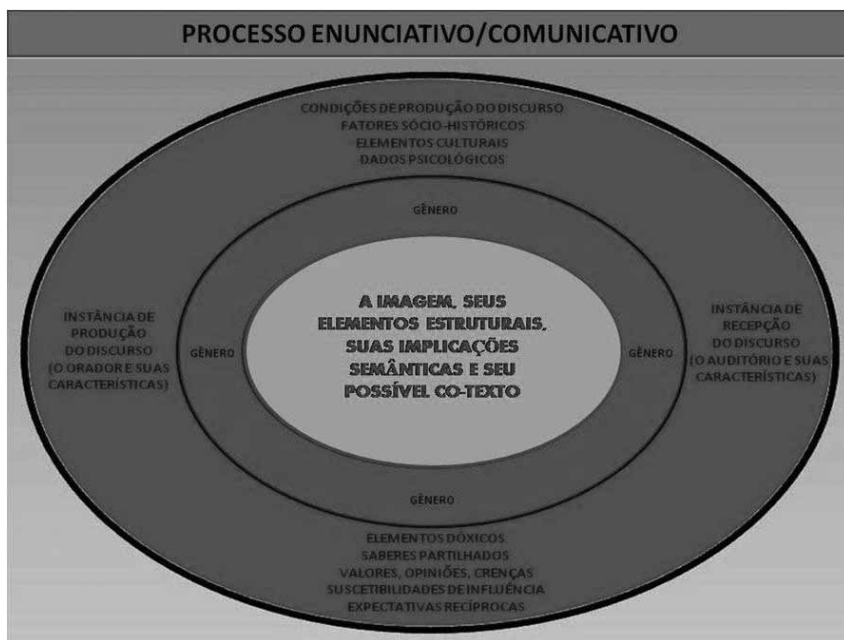 PROCESSO ENUNCIATIVO/COMUNICATIVO
CONDIÇÕES DE PRODUÇÃO DO DISCURSO
FATORES SÓCIO-HISTÓRICOS
ELEMENTOS CULTURAIS
DADOS PSICOLÓGICOS
GÊNERO
INSTÂNCIA DE
PRODUÇÃO
DO DISCURSO
(O ORADOR E SUAS
CARACTERÍSTICAS)
GÊNERO
A IMAGEM, SEUS
ELEMENTOS ESTRUTURAIS,
SUAS IMPLICAÇÕES
SEMÂNTICAS E SEU
POSSÍVEL CO-TEXTO
GÊNERO
INSTÂNCIA DE
RECEPÇÃO
DO DISCURSO
(O AUDITÓRIO E SUAS
CARACTERÍSTICAS)
GÊNERO
ELEMENTOS DÓXICOS
SABERES PARTILHADOS
VALORES, OPINIÕES, CRENÇAS
SUSCETIBILIDADES DE INFLUÊNCIA
EXPECTATIVAS RECÍPROCAS